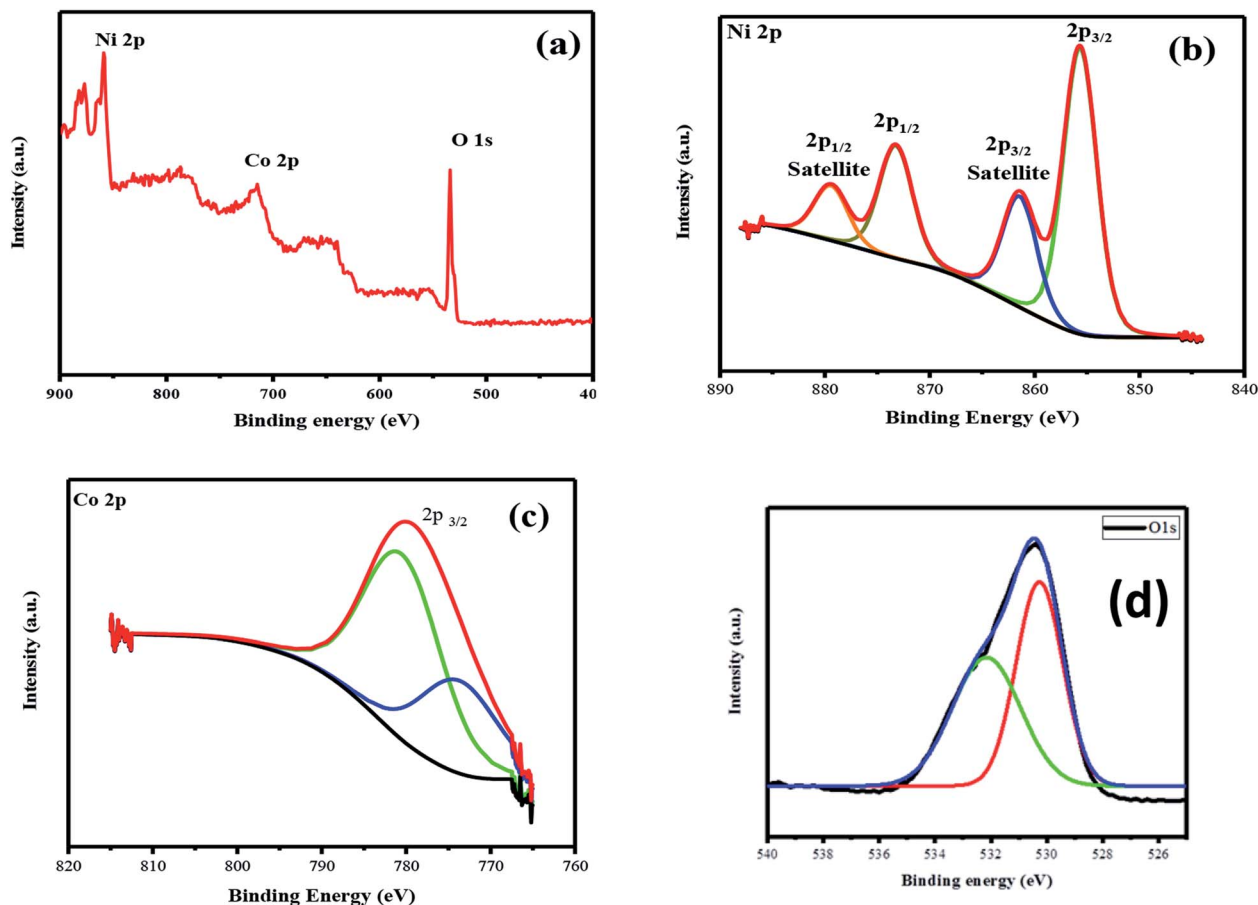 (a)
Ni 2p
Co 2p
O 1s
Intensity (a.u.)
900 800 700 600 500 40
Binding energy (eV)
(b)
Ni 2p
2p3/2
2p1/2
2p1/2
Satellite
2p3/2
Satellite
Intensity (a.u.)
890 880 870 860 850 840
Binding Energy (eV)
(c)
Co 2p
2p 3/2
Intensity (a.u.)
820 810 800 790 780 770 760
Binding Energy (eV)
O1s
(d)
Intensity (a.u.)
540 538 536 534 532 530 528 526
Binding energy (eV)